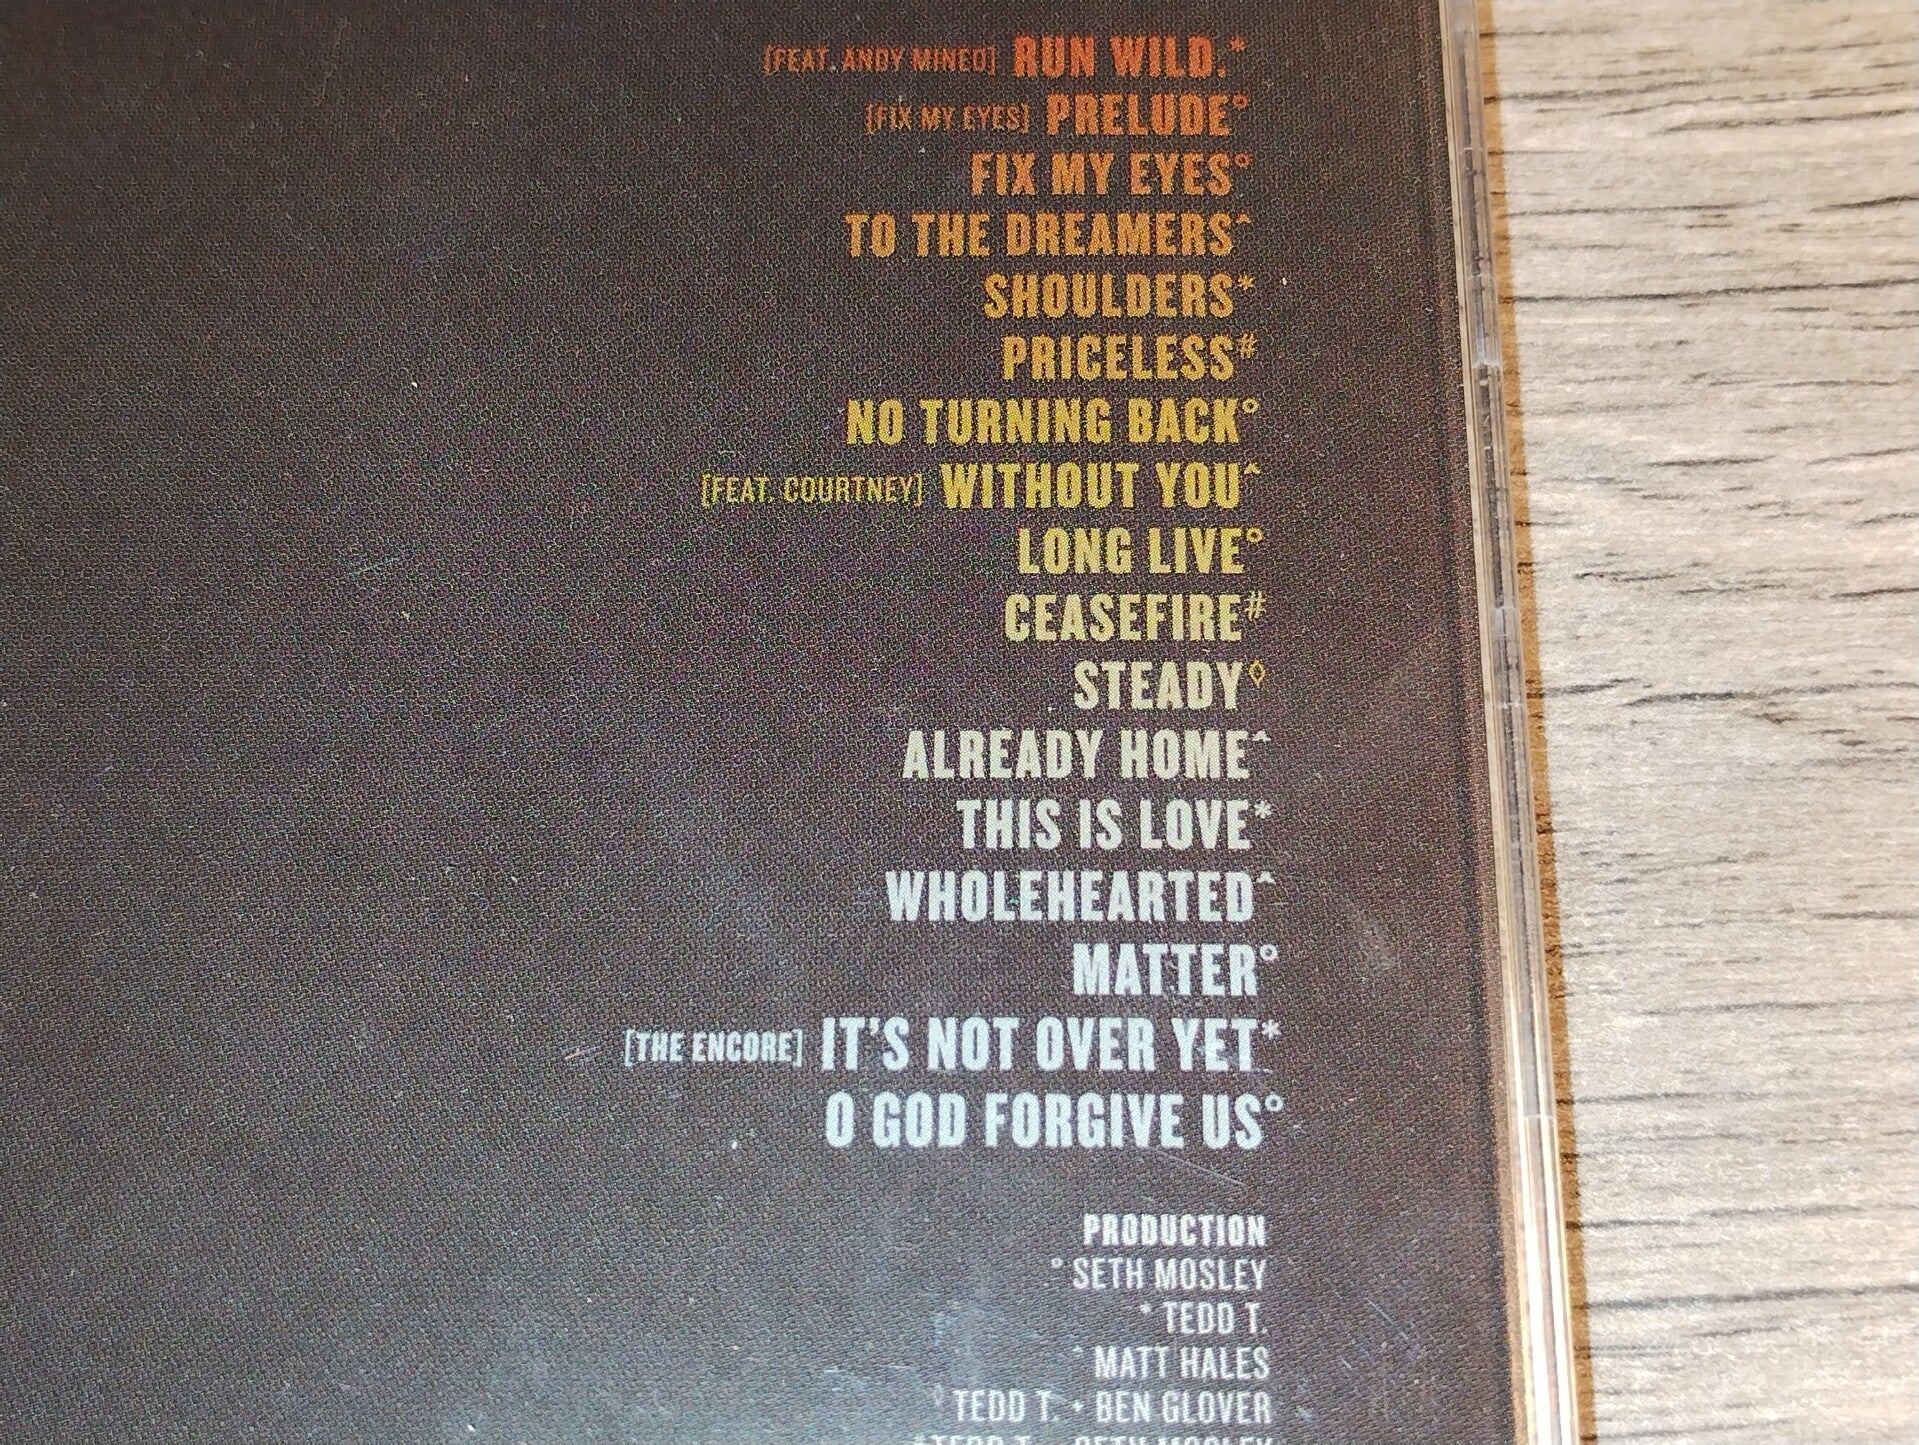 [FEAT. ANDY MINEO] RUN WILD.*
[FIX MY EYES] PRELUDE°
FIX MY EYES°
TO THE DREAMERS^
SHOULDERS*
PRICELESS#
NO TURNING BACK°
[FEAT. COURTNEY] WITHOUT YOU^
LONG LIVE°
CEASEFIRE#
STEADY◊
ALREADY HOME^
THIS IS LOVE*
WHOLEHEARTED^
MATTER°
[THE ENCORE] IT'S NOT OVER YET*
O GOD FORGIVE US°
PRODUCTION
° SETH MOSLEY
* TEDD T.
^ MATT HALES
◊ TEDD T. + BEN GLOVER
# TEDD T.